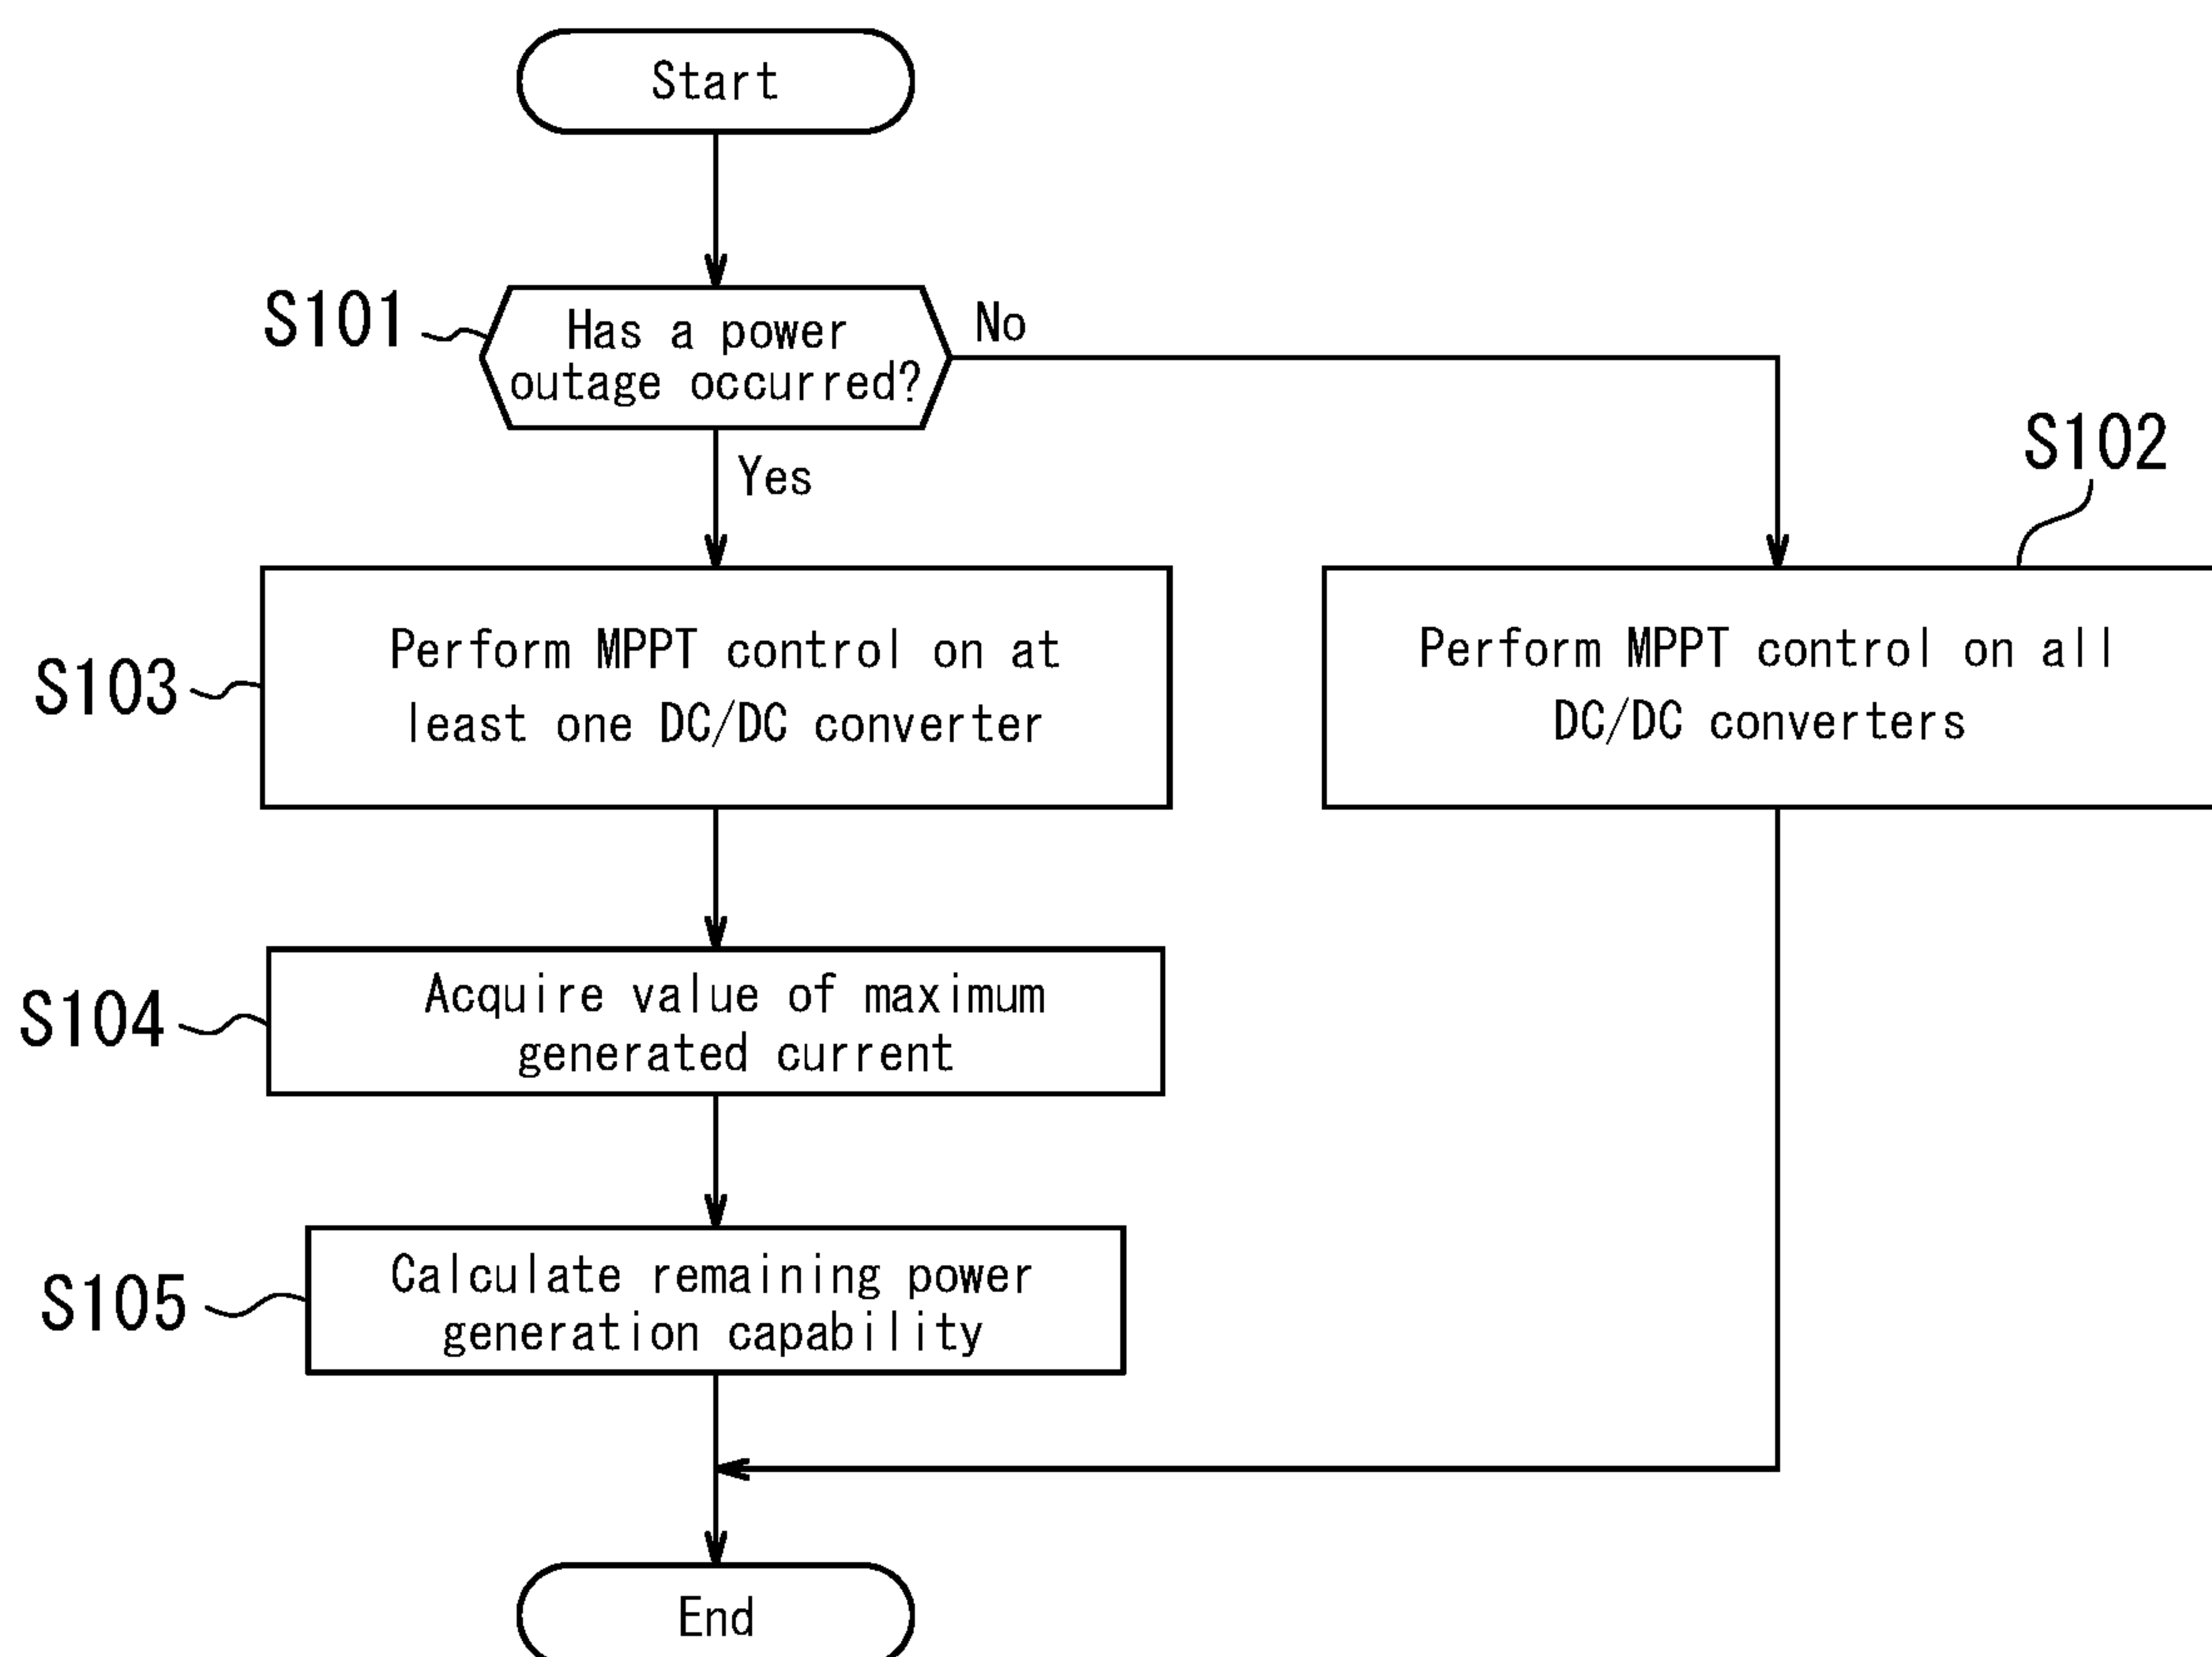 Start
S101
Has a power
outage occurred?
No
Yes
S102
S103
Perform MPPT control on at
least one DC/DC converter
Perform MPPT control on all
DC/DC converters
S104
Acquire value of maximum
generated current
S105
Calculate remaining power
generation capability
End